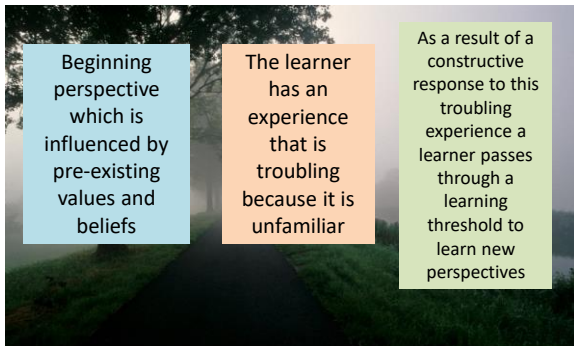 Beginning
perspective
which is
influenced by
pre-existing
values and
beliefs
The learner
has an
experience
that is
troubling
because it is
unfamiliar
As a result of a
constructive
response to this
troubling
experience a
learner passes
through a
learning
threshold to
learn new
perspectives